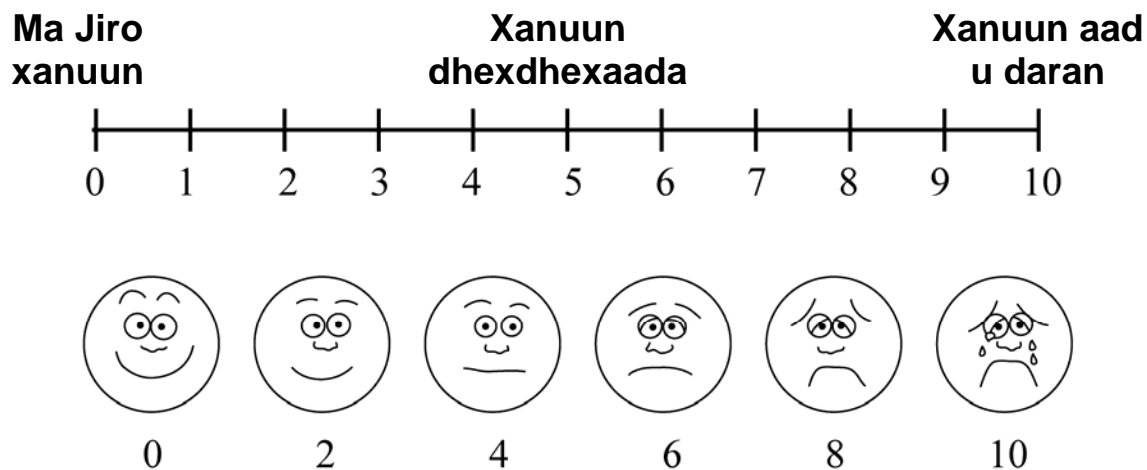 Ma Jiro
xanuun
Xanuun
dhexdhexaada
Xanuun aad
u daran
0 1 2 3 4 5 6 7 8 9 10
0 2 4 6 8 10